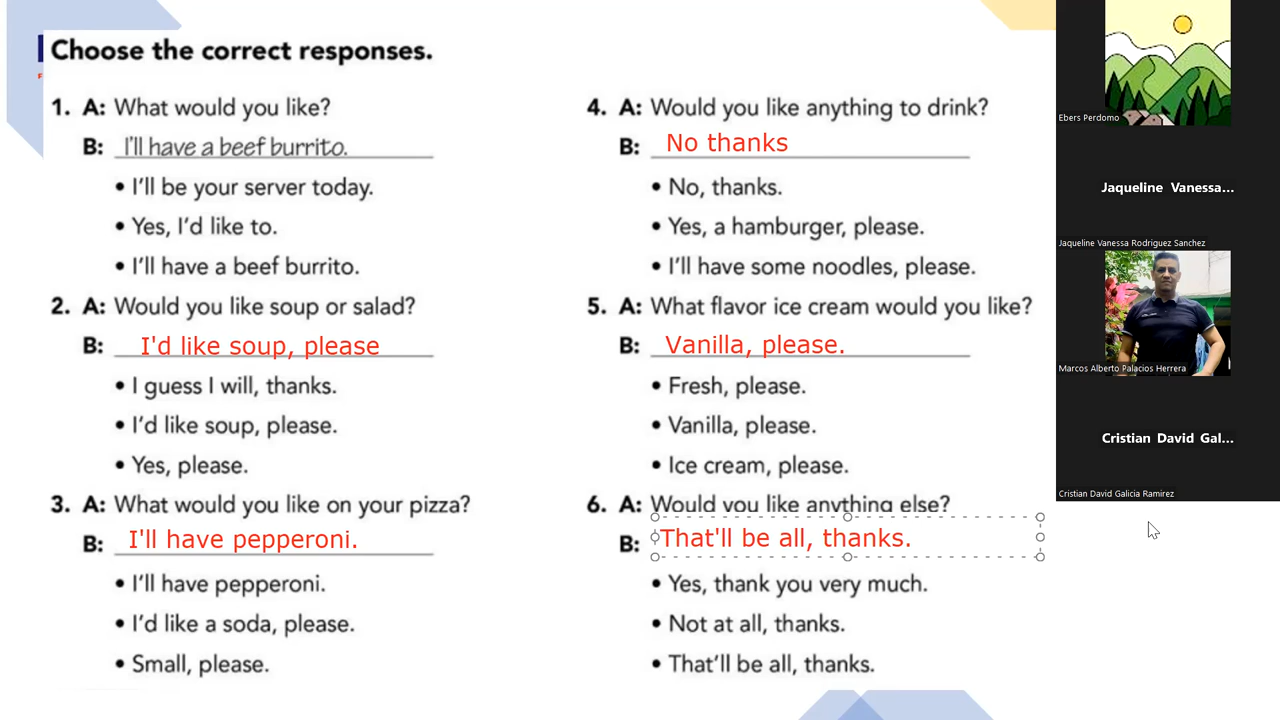 Choose the correct responses.
1. A: What would you like?
B: I'll have a beef burrito.
• I'll be your server today.
• Yes, I'd like to.
• I'll have a beef burrito.
2. A: Would you like soup or salad?
B: I'd like soup, please
• I guess I will, thanks.
• I'd like soup, please.
• Yes, please.
3. A: What would you like on your pizza?
B: I'll have pepperoni.
• I'll have pepperoni.
• I'd like a soda, please.
• Small, please.
4. A: Would you like anything to drink?
B: No thanks
• No, thanks.
• Yes, a hamburger, please.
• I'll have some noodles, please.
5. A: What flavor ice cream would you like?
B: Vanilla, please.
• Fresh, please.
• Vanilla, please.
• Ice cream, please.
6. A: Would you like anything else?
B: That'll be all, thanks.
• Yes, thank you very much.
• Not at all, thanks.
• That'll be all, thanks.
Ebers Perdomo
Jaqueline Vanessa...
Jaqueline Vanessa Rodriguez Sanchez
Marcos Alberto Palacios Herrera
Cristian David Gal...
Cristian David Galicia Ramirez